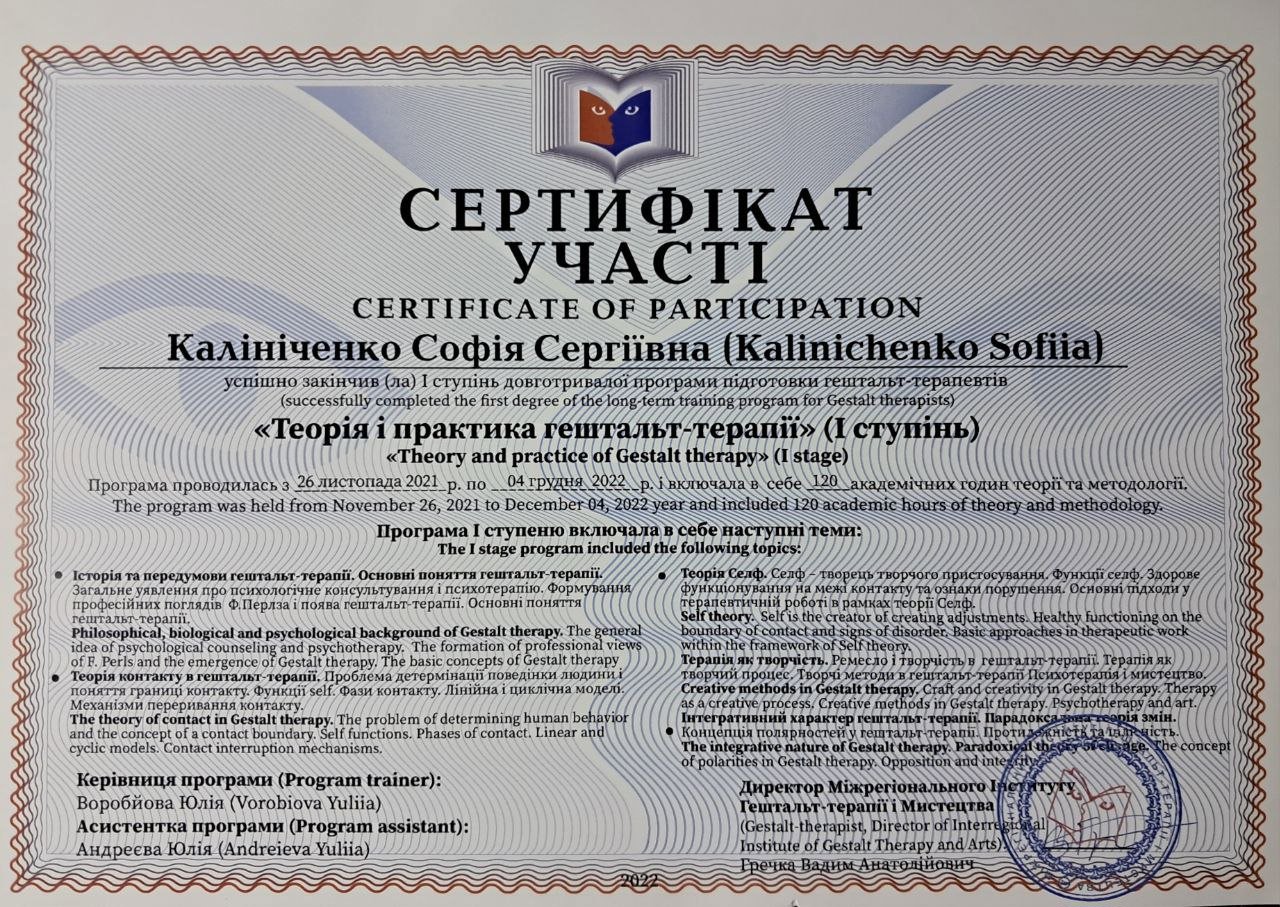 СЕРТИФІКАТ
УЧАСТІ
CERTIFICATE OF PARTICIPATION
Калініченко Софія Сергіївна (Kalinichenko Sofiia)
успішно закінчив (ла) І ступінь довготривалої програми підготовки гештальт-терапевтів
(successfully completed the first degree of the long-term training program for Gestalt therapists)
«Теорія і практика гештальт-терапії» (І ступінь)
«Theory and practice of Gestalt therapy» (I stage)
Програма проводилась з 26 листопада 2021 р. по 04 грудня 2022 р. і включала в себе 120 академічних годин теорії та методології.
The program was held from November 26, 2021 to December 04, 2022 year and included 120 academic hours of theory and methodology.
Програма І ступеню включала в себе наступні теми:
The I stage program included the following topics:
• Історія та передумови гештальт-терапії. Основні поняття гештальт-терапії.
Загальне уявлення про психологічне консультування і психотерапію. Формування
професійних поглядів Ф.Перлза і поява гештальт-терапії. Основні поняття
гештальт-терапії.
Philosophical, biological and psychological background of Gestalt therapy. The general
idea of psychological counseling and psychotherapy. The formation of professional views
of F. Perls and the emergence of Gestalt therapy. The basic concepts of Gestalt therapy
• Теорія контакту в гештальт-терапії. Проблема детермінації поведінки людини і
поняття границі контакту. Функції self. Фази контакту. Лінійна і циклічна моделі.
Механізми переривання контакту.
The theory of contact in Gestalt therapy. The problem of determining human behavior
and the concept of a contact boundary. Self functions. Phases of contact. Linear and
cyclic models. Contact interruption mechanisms.
• Теорія Селф. Селф – творець творчого пристосування. Функції селф. Здорове
функціонування на межі контакту та ознаки порушення. Основні підходи у
терапевтичній роботі в рамках теорії Селф.
Self theory. Self is the creator of creating adjustments. Healthy functioning on the
boundary of contact and signs of disorder. Basic approaches in therapeutic work
within the framework of Self theory.
Терапія як творчість. Ремесло і творчість в гештальт-терапії. Терапія як
творчий процес. Творчі методи в гештальт-терапії Психотерапія і мистецтво.
Creative methods in Gestalt therapy. Craft and creativity in Gestalt therapy. Therapy
as a creative process. Creative methods in Gestalt therapy. Psychotherapy and art.
Інтегративний характер гештальт-терапії. Парадоксальна теорія змін.
• Концепція полярностей у гештальт-терапії. Протилежність та цілісність.
The integrative nature of Gestalt therapy. Paradoxical theory of change. The concept
of polarities in Gestalt therapy. Opposition and integrity.
Керівниця програми (Program trainer):
Воробйова Юлія (Vorobiova Yuliia)
Асистентка програми (Program assistant):
Андреєва Юлія (Andreieva Yuliia)
Директор Міжрегіонального Інституту
Гештальт-терапії і Мистецтва
(Gestalt-therapist, Director of Interregional
Institute of Gestalt Therapy and Arts).
Гречка Вадим Анатолійович
2022